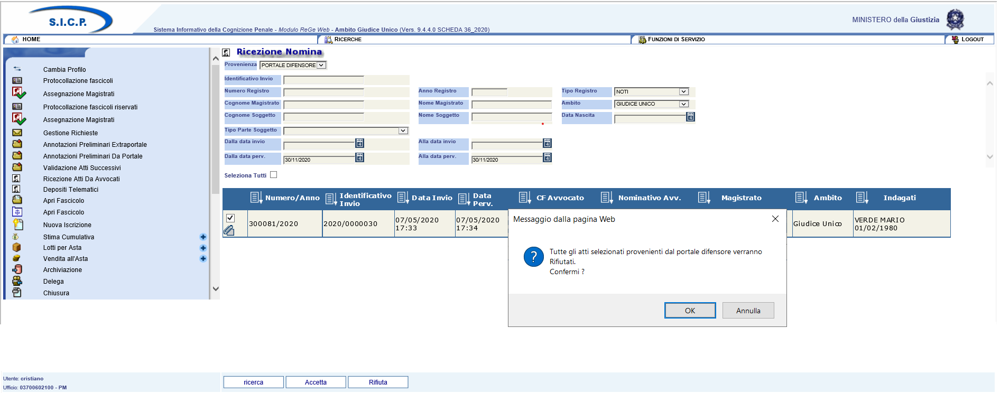 S.I.C.P.
Sistema Informativo della Cognizione Penale - Modulo ReGe Web - Ambito Giudice Unico (Vers. 9.4.4.0 SCHEDA 36_2020)
MINISTERO della Giustizia
HOME
RICERCHE
FUNZIONI DI SERVIZIO
LOGOUT
Cambia Profilo
Protocollazione fascicoli
Assegnazione Magistrati
Protocollazione fascicoli riservati
Assegnazione Magistrati
Gestione Richieste
Annotazioni Preliminari Extraportale
Annotazioni Preliminari Da Portale
Validazione Atti Successivi
Ricezione Atti Da Avvocati
Depositi Telematici
Apri Fascicolo
Apri Fascicolo
Nuova Iscrizione
Stima Cumulativa
Lotti per Asta
Vendita all'Asta
Archiviazione
Delega
Chiusura
Ricezione Nomina
Provenienza PORTALE DIFENSORE
Identificativo Invio
Numero Registro Anno Registro Tipo Registro NOTI
Cognome Magistrato Nome Magistrato Ambito GIUDICE UNICO
Cognome Soggetto Nome Soggetto Data Nascita
Tipo Parte Soggetto
Dalla data invio Alla data invio
Dalla data perv. 30/11/2020 Alla data perv. 30/11/2020
Seleziona Tutti
Numero/Anno Identificativo Invio Data Invio Data Perv. CF Avvocato Nominativo Avv. Magistrato Ambito Indagati
300081/2020 2020/0000030 07/05/2020 17:33 07/05/2020 17:34 Giudice Unico VERDE MARIO 01/02/1980
Messaggio dalla pagina Web
Tutte gli atti selezionati provenienti dal portale difensore verranno
Rifiutati.
Confermi ?
OK Annulla
Utente: cristiano
Ufficio: 03700602100 - PM
ricerca Accetta Rifiuta